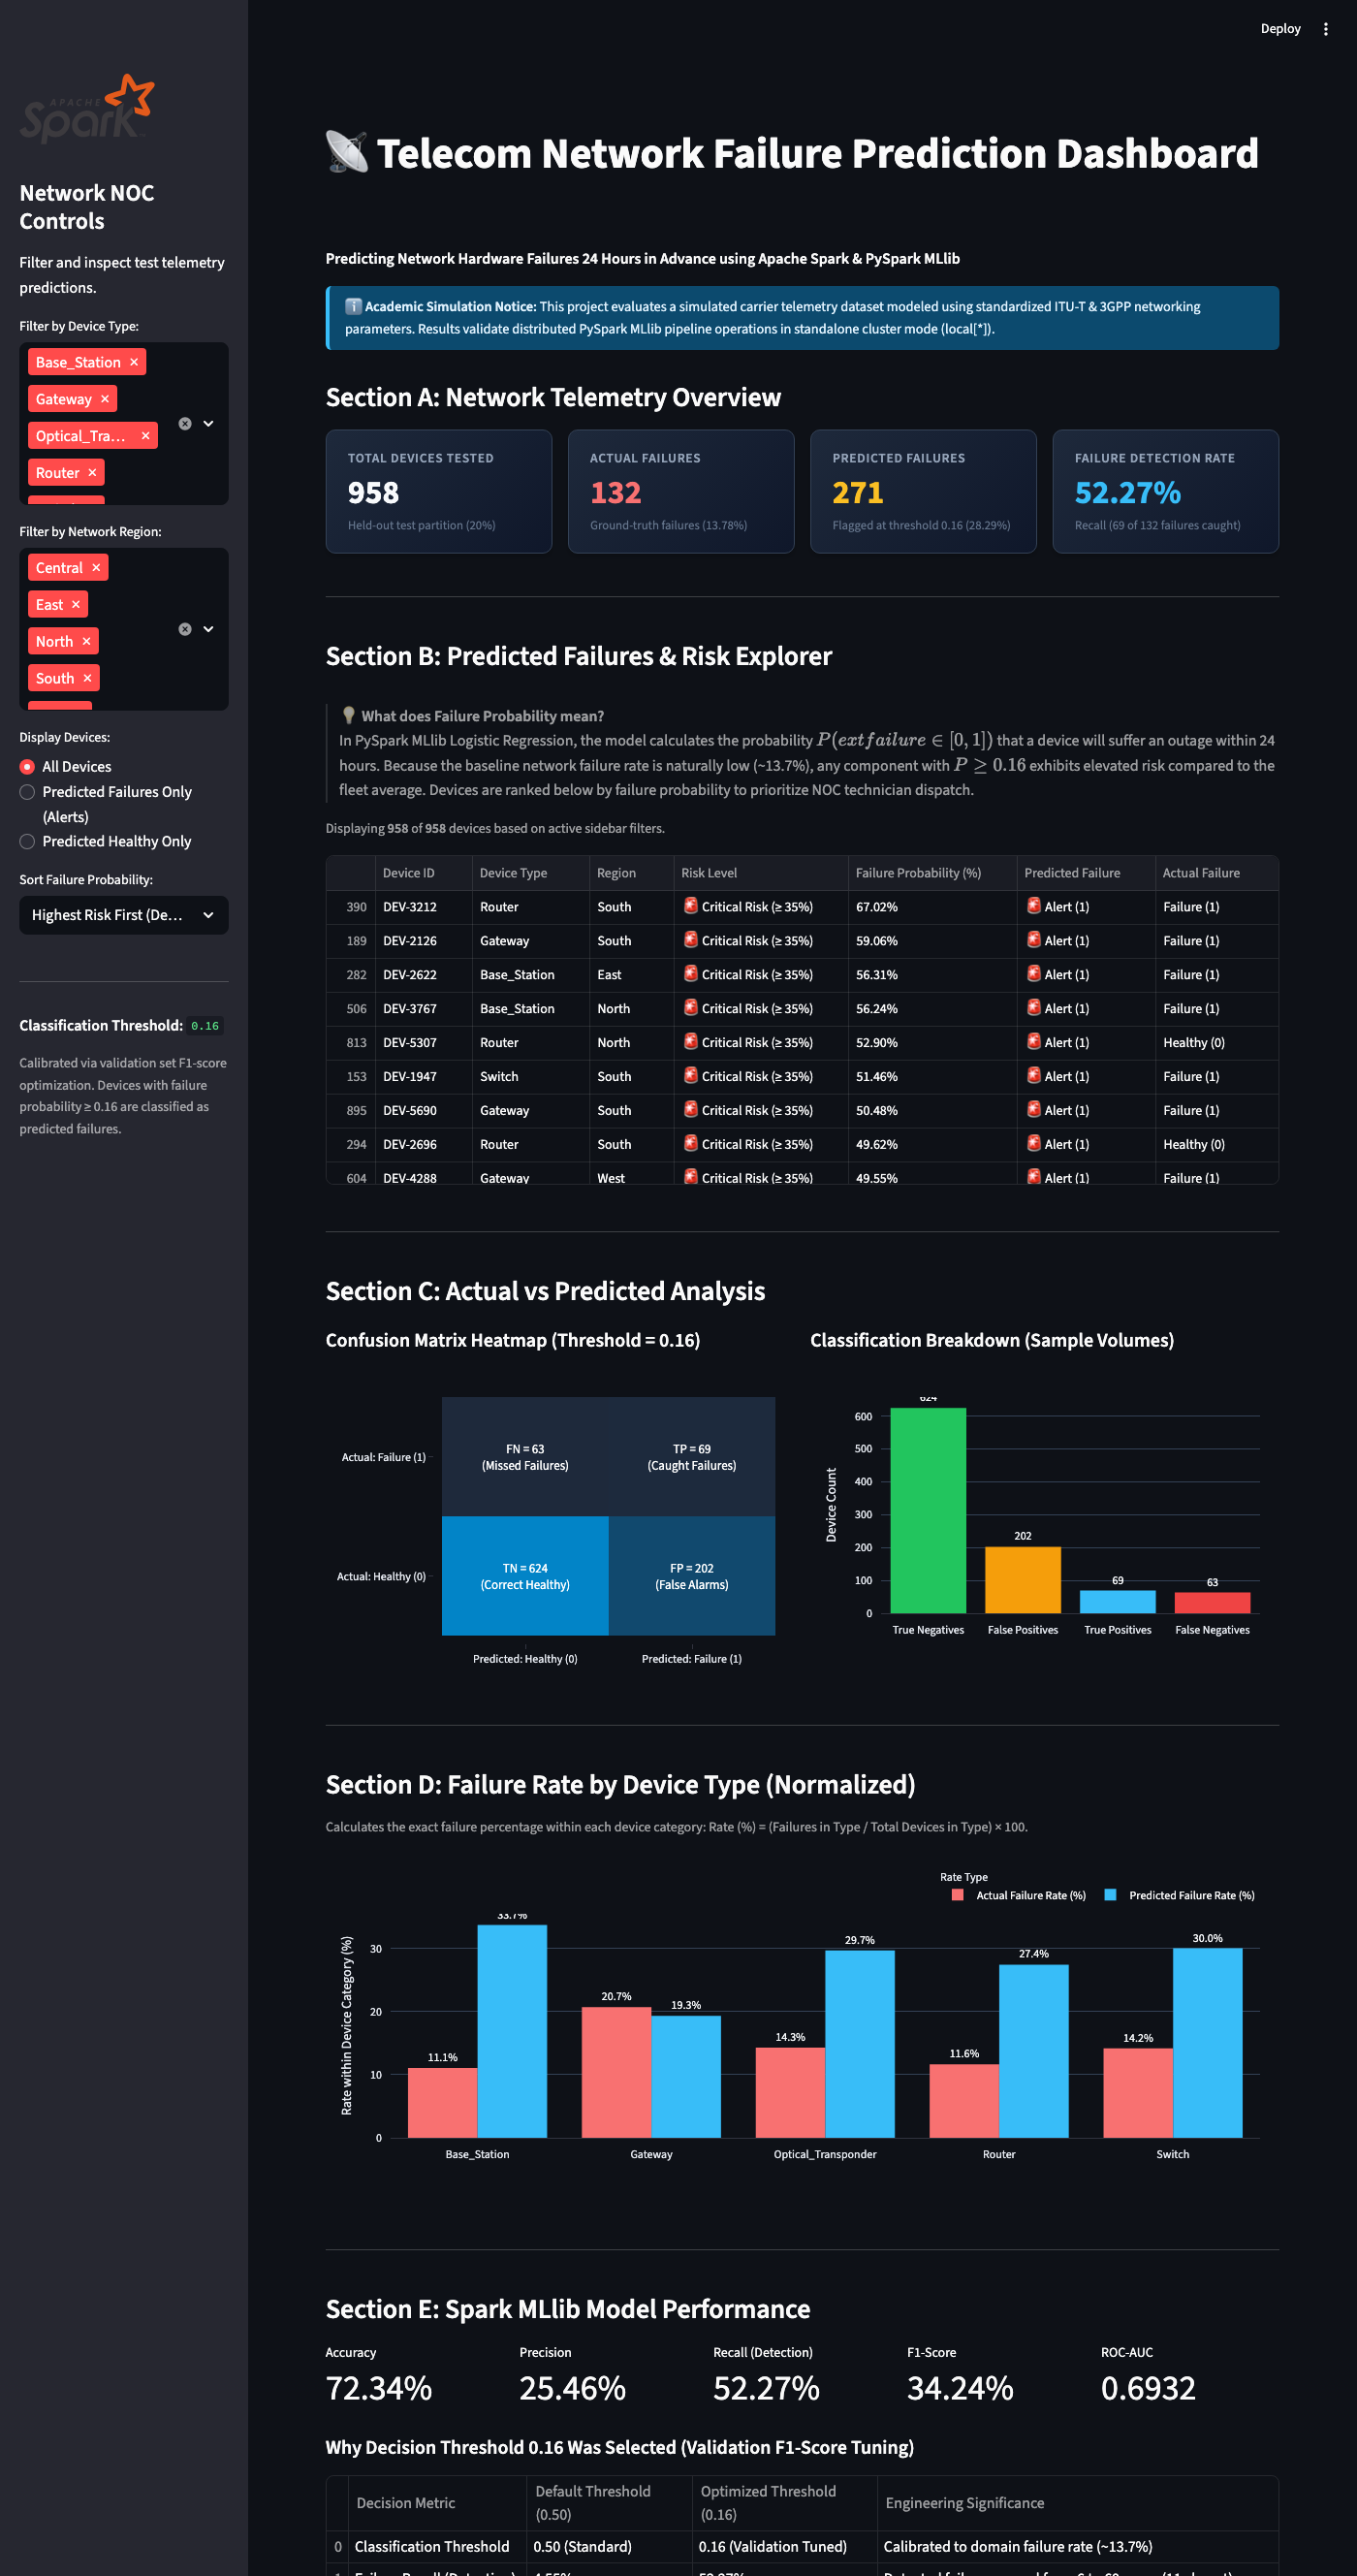 Deploy
APACHE
Spark
Network NOC
Controls
Filter and inspect test telemetry
predictions.
Filter by Device Type:
Base_Station ×
Gateway ×
Optical_Tra... ×
Router ×
Filter by Network Region:
Central ×
East ×
North ×
South ×
Display Devices:
All Devices
Predicted Failures Only
(Alerts)
Predicted Healthy Only
Sort Failure Probability:
Highest Risk First (De...
Classification Threshold: 0.16
Calibrated via validation set F1-score
optimization. Devices with failure
probability ≥ 0.16 are classified as
predicted failures.
Telecom Network Failure Prediction Dashboard
Predicting Network Hardware Failures 24 Hours in Advance using Apache Spark & PySpark MLlib
Academic Simulation Notice: This project evaluates a simulated carrier telemetry dataset modeled using standardized ITU-T & 3GPP networking
parameters. Results validate distributed PySpark MLlib pipeline operations in standalone cluster mode (local[*]).
Section A: Network Telemetry Overview
TOTAL DEVICES TESTED
958
Held-out test partition (20%)
ACTUAL FAILURES
132
Ground-truth failures (13.78%)
PREDICTED FAILURES
271
Flagged at threshold 0.16 (28.29%)
FAILURE DETECTION RATE
52.27%
Recall (69 of 132 failures caught)
Section B: Predicted Failures & Risk Explorer
What does Failure Probability mean?
In PySpark MLlib Logistic Regression, the model calculates the probability P(extfailure ∈ [0, 1]) that a device will suffer an outage within 24
hours. Because the baseline network failure rate is naturally low (~13.7%), any component with P ≥ 0.16 exhibits elevated risk compared to the
fleet average. Devices are ranked below by failure probability to prioritize NOC technician dispatch.
Displaying 958 of 958 devices based on active sidebar filters.
Device ID Device Type Region Risk Level Failure Probability (%) Predicted Failure Actual Failure
390 DEV-3212 Router South Critical Risk (≥ 35%) 67.02% Alert (1) Failure (1)
189 DEV-2126 Gateway South Critical Risk (≥ 35%) 59.06% Alert (1) Failure (1)
282 DEV-2622 Base_Station East Critical Risk (≥ 35%) 56.31% Alert (1) Failure (1)
506 DEV-3767 Base_Station North Critical Risk (≥ 35%) 56.24% Alert (1) Failure (1)
813 DEV-5307 Router North Critical Risk (≥ 35%) 52.90% Alert (1) Healthy (0)
153 DEV-1947 Switch South Critical Risk (≥ 35%) 51.46% Alert (1) Failure (1)
895 DEV-5690 Gateway South Critical Risk (≥ 35%) 50.48% Alert (1) Failure (1)
294 DEV-2696 Router South Critical Risk (≥ 35%) 49.62% Alert (1) Healthy (0)
604 DEV-4288 Gateway West Critical Risk (≥ 35%) 49.55% Alert (1) Failure (1)
Section C: Actual vs Predicted Analysis
Confusion Matrix Heatmap (Threshold = 0.16)
Actual: Failure (1)
FN = 63
(Missed Failures)
TP = 69
(Caught Failures)
Actual: Healthy (0)
TN = 624
(Correct Healthy)
FP = 202
(False Alarms)
Predicted: Healthy (0) Predicted: Failure (1)
Classification Breakdown (Sample Volumes)
Device Count
600
500
400
300
200
100
0
624
202
69
63
True Negatives False Positives True Positives False Negatives
Section D: Failure Rate by Device Type (Normalized)
Calculates the exact failure percentage within each device category: Rate (%) = (Failures in Type / Total Devices in Type) × 100.
Rate Type
Actual Failure Rate (%) Predicted Failure Rate (%)
Rate within Device Category (%)
30
20
10
0
11.1% 33.7%
20.7% 19.3%
14.3% 29.7%
11.6% 27.4%
14.2% 30.0%
Base_Station Gateway Optical_Transponder Router Switch
Section E: Spark MLlib Model Performance
Accuracy
72.34%
Precision
25.46%
Recall (Detection)
52.27%
F1-Score
34.24%
ROC-AUC
0.6932
Why Decision Threshold 0.16 Was Selected (Validation F1-Score Tuning)
Decision Metric Default Threshold (0.50) Optimized Threshold (0.16) Engineering Significance
0 Classification Threshold 0.50 (Standard) 0.16 (Validation Tuned) Calibrated to domain failure rate (~13.7%)